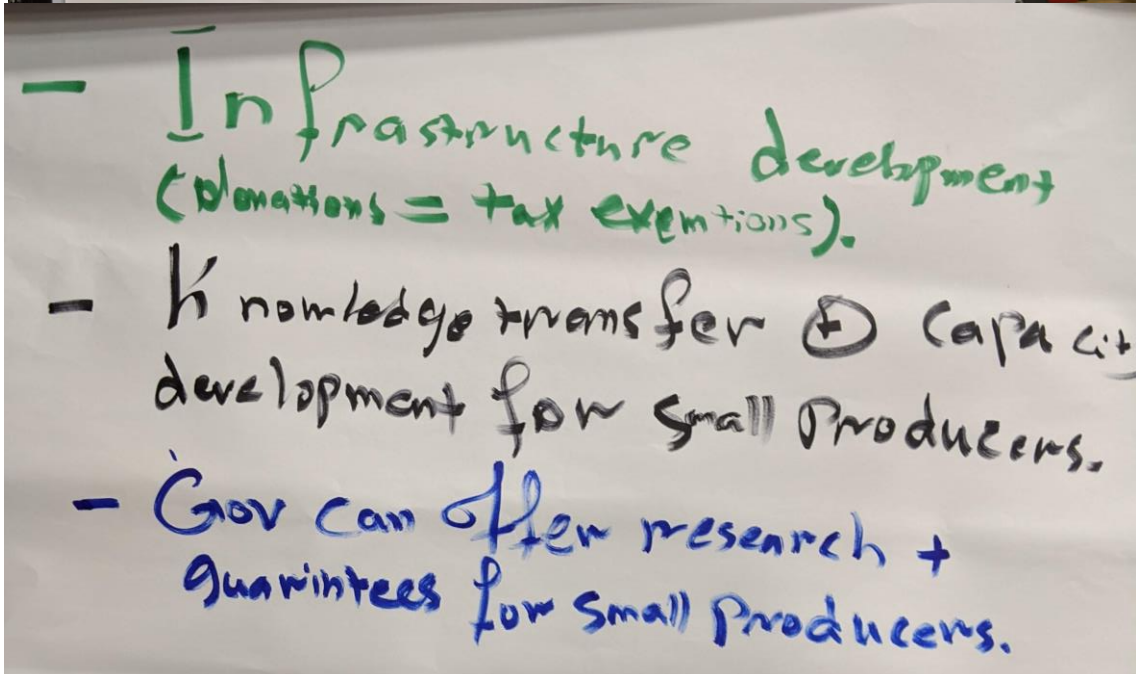 - Infrastructure development
(donations = tax exemtions).
- Knowledge transfer ⊕ Capacit
development for small Producers.
- Gov can offer research +
guarintees for small Producers.